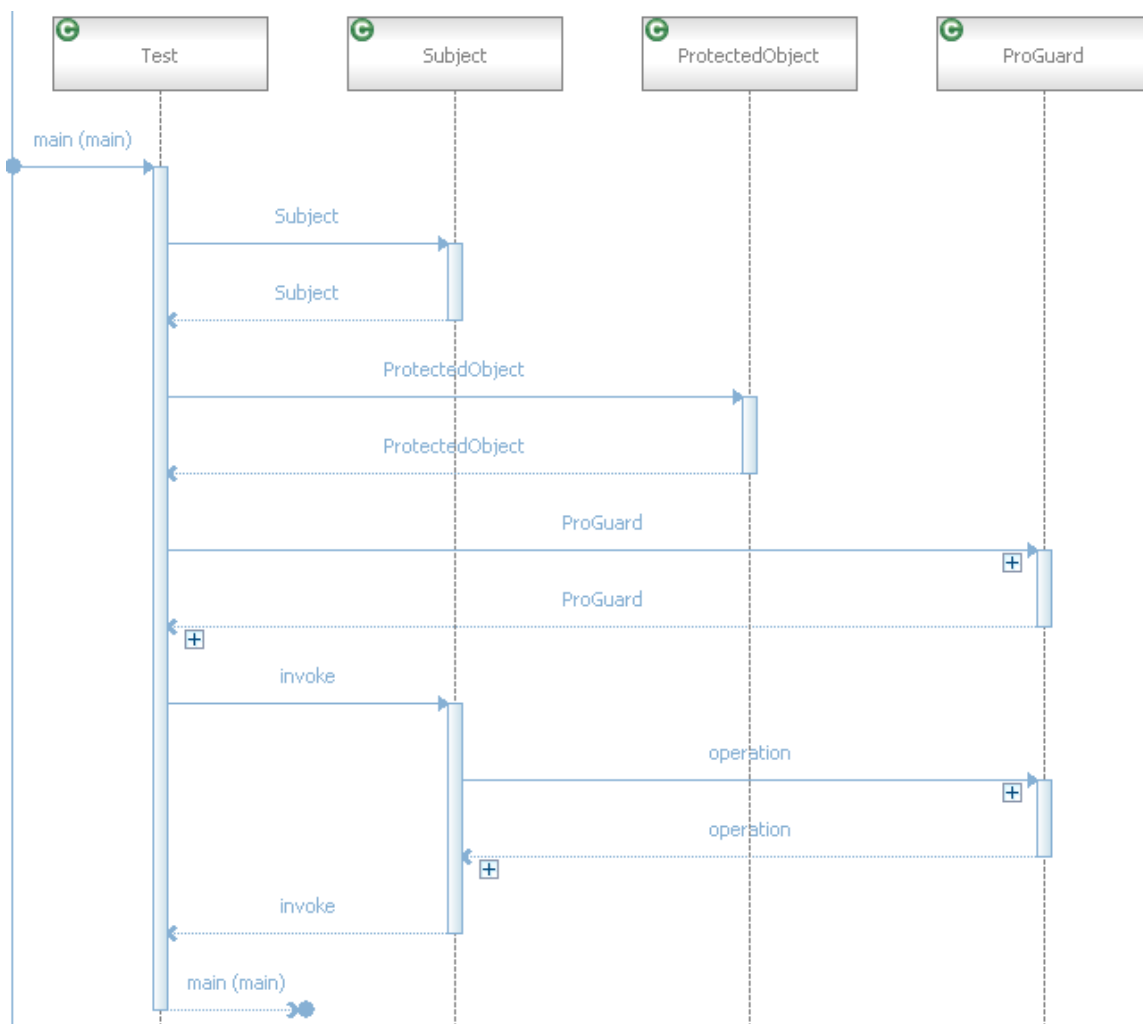 C
Test
C
Subject
C
ProtectedObject
C
ProGuard
main (main)
Subject
Subject
ProtectedObject
ProtectedObject
ProGuard
ProGuard
invoke
operation
operation
invoke
main (main)